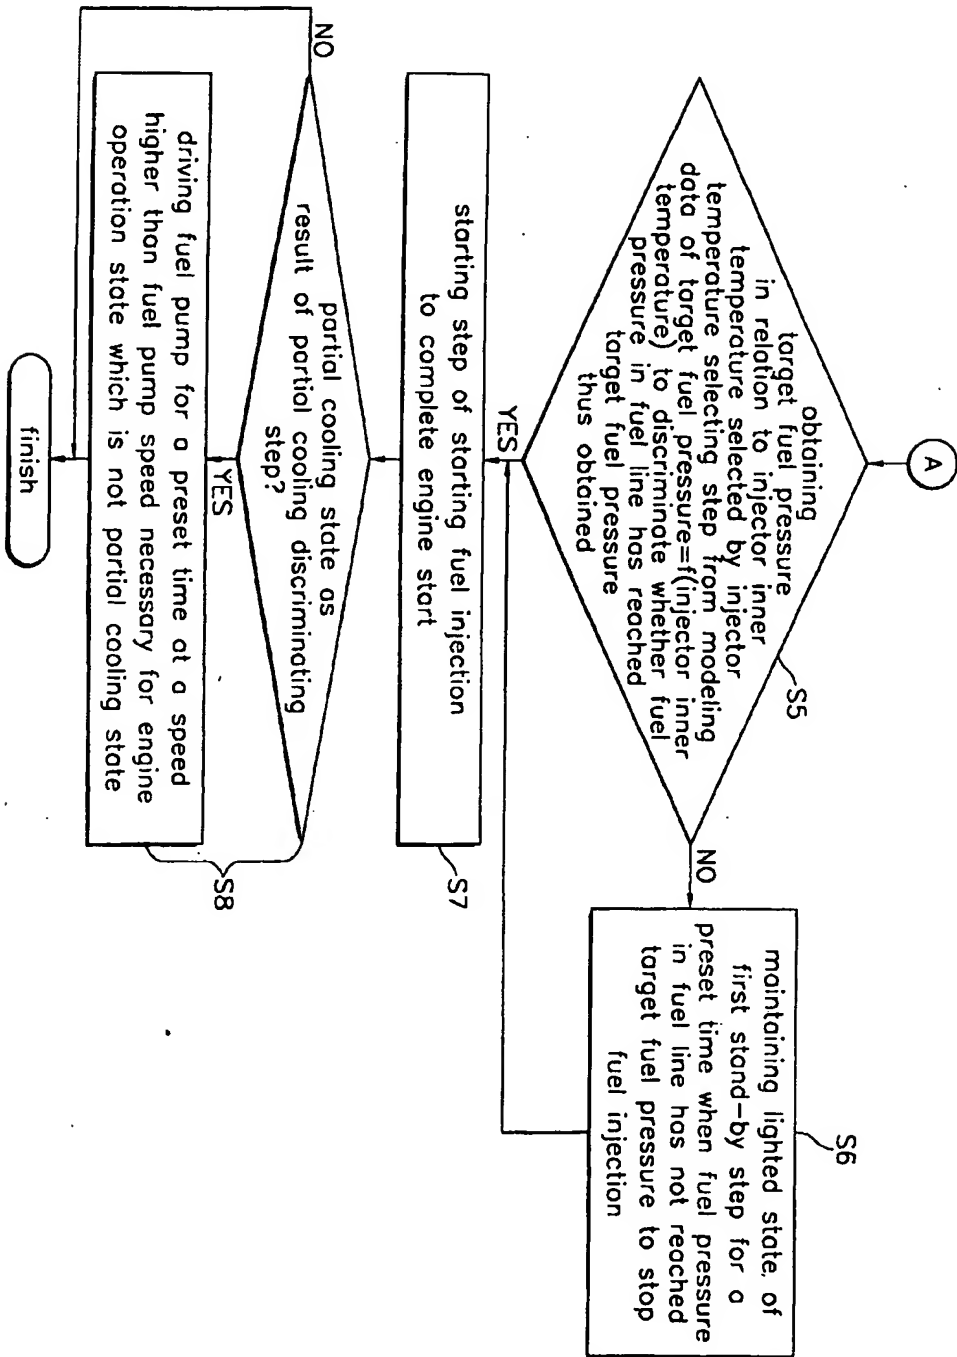 A
obtaining
target fuel pressure
in relation to injector inner
temperature selected by injector
temperature selecting step from modeling
data of target fuel pressure=f(injector inner
temperature) to discriminate whether fuel
pressure in fuel line has reached
target fuel pressure
thus obtained
S5
NO
maintaining lighted state, of
first stand-by step for a
preset time when fuel pressure
in fuel line has not reached
target fuel pressure to stop
fuel injection
S6
YES
starting step of starting fuel injection
to complete engine start
S7
partial cooling state as
result of partial cooling discriminating
step?
NO
YES
driving fuel pump for a preset time at a speed
higher than fuel pump speed necessary for engine
operation state which is not partial cooling state
S8
finish